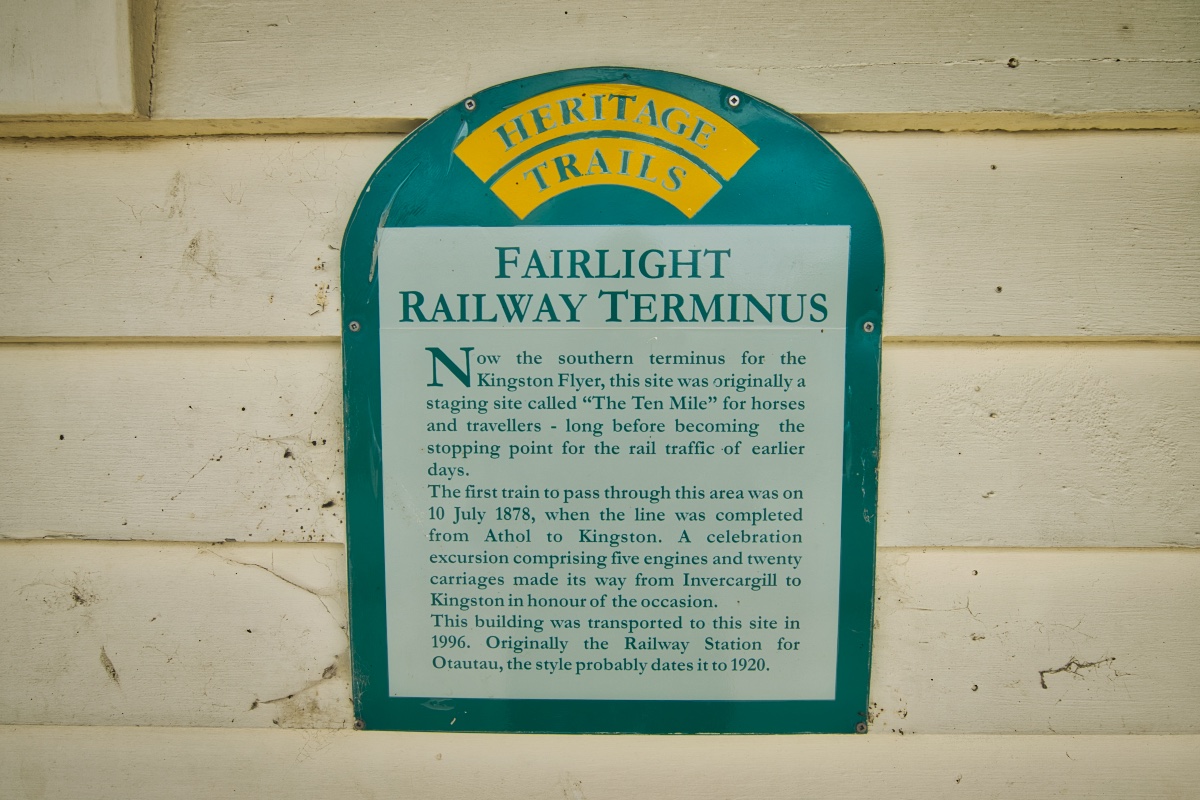 HERITAGE
TRAILS
FAIRLIGHT
RAILWAY TERMINUS
Now the southern terminus for the
Kingston Flyer, this site was originally a
staging site called “The Ten Mile” for horses
and travellers - long before becoming the
stopping point for the rail traffic of earlier
days.
The first train to pass through this area was on
10 July 1878, when the line was completed
from Athol to Kingston. A celebration
excursion comprising five engines and twenty
carriages made its way from Invercargill to
Kingston in honour of the occasion.
This building was transported to this site in
1996. Originally the Railway Station for
Otautau, the style probably dates it to 1920.